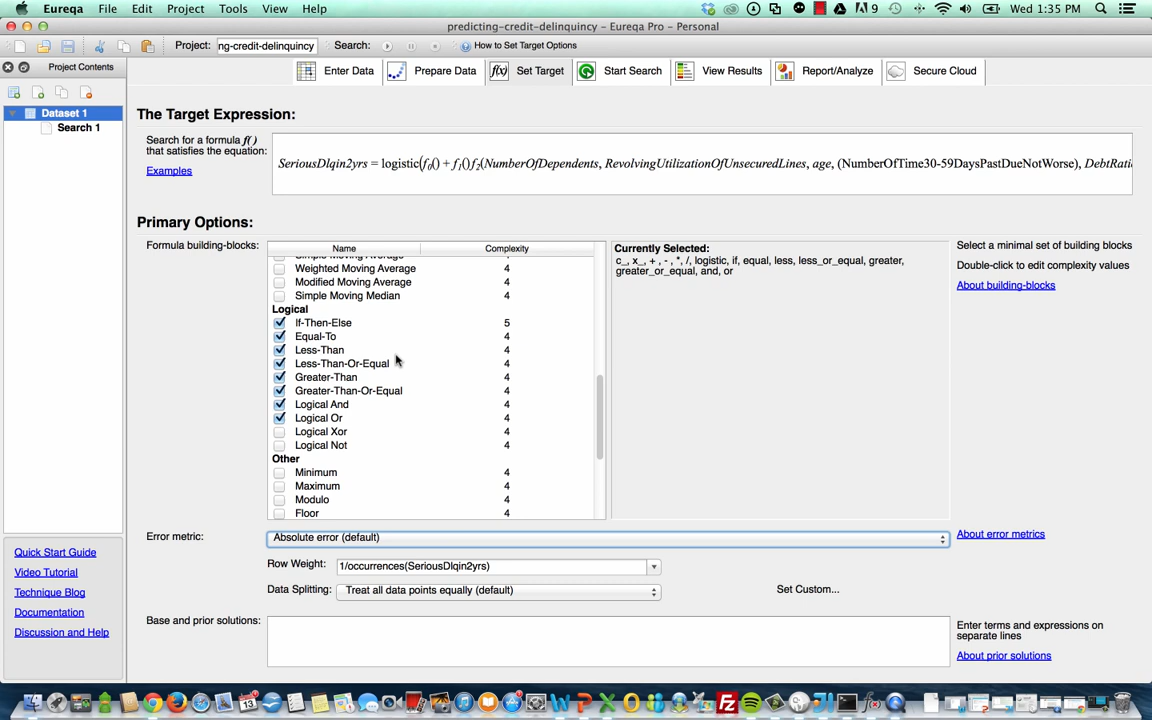 Eureqa File Edit Project Tools View Help 9 Wed 1:35 PM
predicting-credit-delinquincy - Eureqa Pro - Personal
Project: ng-credit-delinquincy Search: How to Set Target Options
Project Contents
Enter Data Prepare Data f(x) Set Target Start Search View Results Report/Analyze Secure Cloud
Dataset 1
Search 1
The Target Expression:
Search for a formula f( )
that satisfies the equation:
Examples
SeriousDlqin2yrs = logistic(f0() + f1()f2(NumberOfDependents, RevolvingUtilizationOfUnsecuredLines, age, (NumberOfTime30-59DaysPastDueNotWorse), DebtRati
Primary Options:
Formula building-blocks:
Name Complexity
Simple Moving Average 4
Weighted Moving Average 4
Modified Moving Average 4
Simple Moving Median 4
Logical
If-Then-Else 5
Equal-To 4
Less-Than 4
Less-Than-Or-Equal 4
Greater-Than 4
Greater-Than-Or-Equal 4
Logical And 4
Logical Or 4
Logical Xor 4
Logical Not 4
Other
Minimum 4
Maximum 4
Modulo 4
Floor 4
Currently Selected:
c_, x_, + , - , *, /, logistic, if, equal, less, less_or_equal, greater,
greater_or_equal, and, or
Select a minimal set of building blocks
Double-click to edit complexity values
About building-blocks
Error metric: Absolute error (default) About error metrics
Row Weight: 1/occurrences(SeriousDlqin2yrs)
Data Splitting: Treat all data points equally (default) Set Custom...
Base and prior solutions:
Enter terms and expressions on
separate lines
About prior solutions
Quick Start Guide
Video Tutorial
Technique Blog
Documentation
Discussion and Help